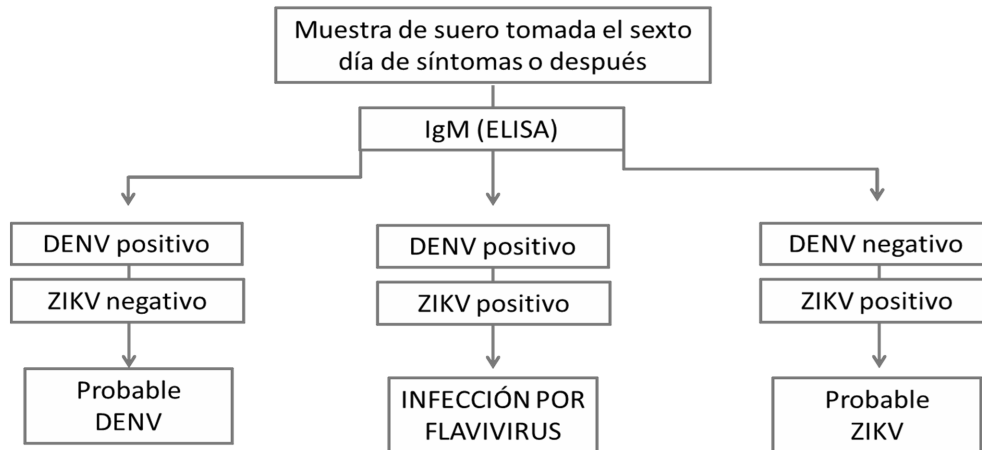 Muestra de suero tomada el sexto
día de síntomas o después
IgM (ELISA)
DENV positivo
ZIKV negativo
Probable
DENV
DENV positivo
ZIKV positivo
INFECCIÓN POR
FLAVIVIRUS
DENV negativo
ZIKV positivo
Probable
ZIKV